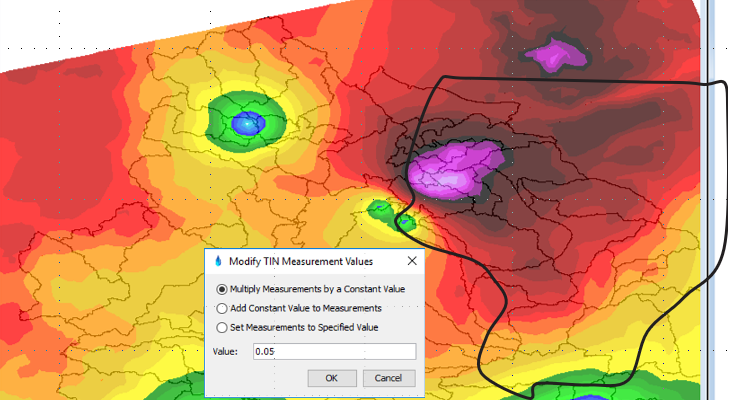 Modify TIN Measurement Values
Multiply Measurements by a Constant Value
Add Constant Value to Measurements
Set Measurements to Specified Value
Value: 0.05
OK Cancel